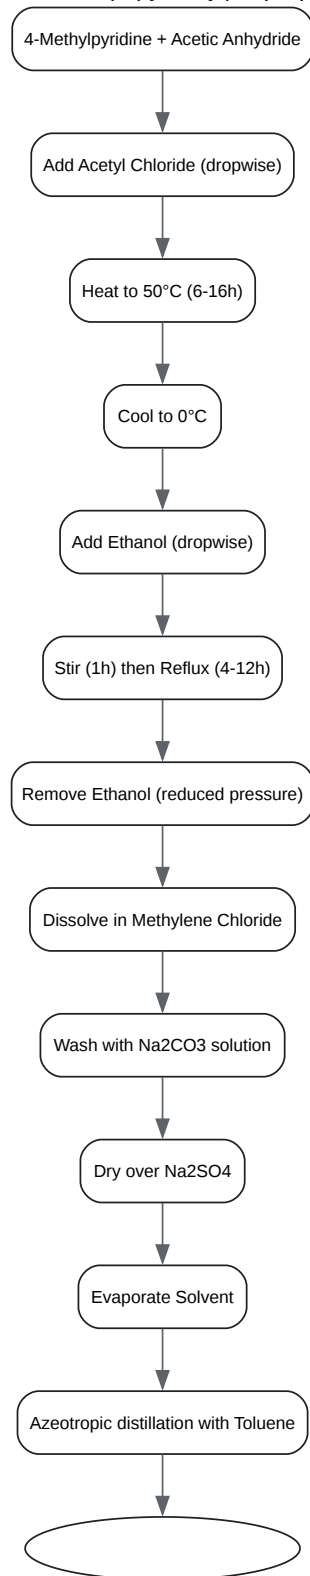 4-Methylpyridine + Acetic Anhydride
Add Acetyl Chloride (dropwise)
Heat to 50°C (6-16h)
Cool to 0°C
Add Ethanol (dropwise)
Stir (1h) then Reflux (4-12h)
Remove Ethanol (reduced pressure)
Dissolve in Methylene Chloride
Wash with Na2CO3 solution
Dry over Na2SO4
Evaporate Solvent
Azeotropic distillation with Toluene